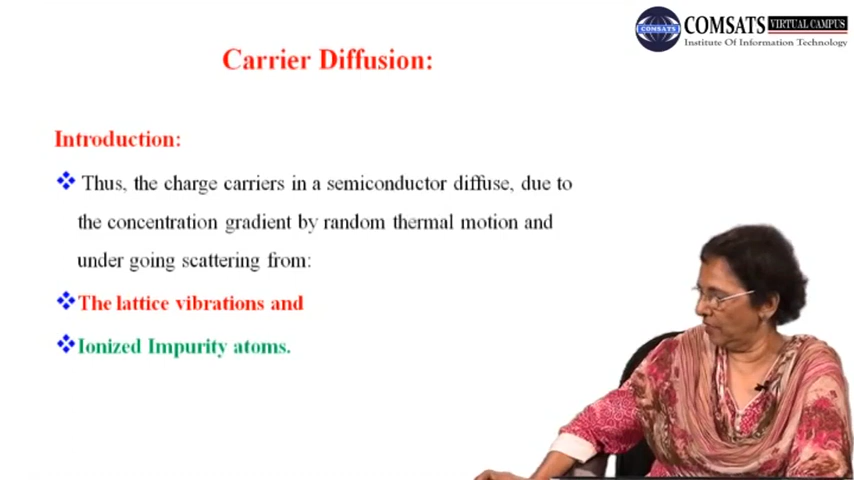 COMSATS VIRTUAL CAMPUS
COMSATS
Institute Of Information Technology
Carrier Diffusion:
Introduction:
Thus, the charge carriers in a semiconductor diffuse, due to
the concentration gradient by random thermal motion and
under going scattering from:
The lattice vibrations and
Ionized Impurity atoms.